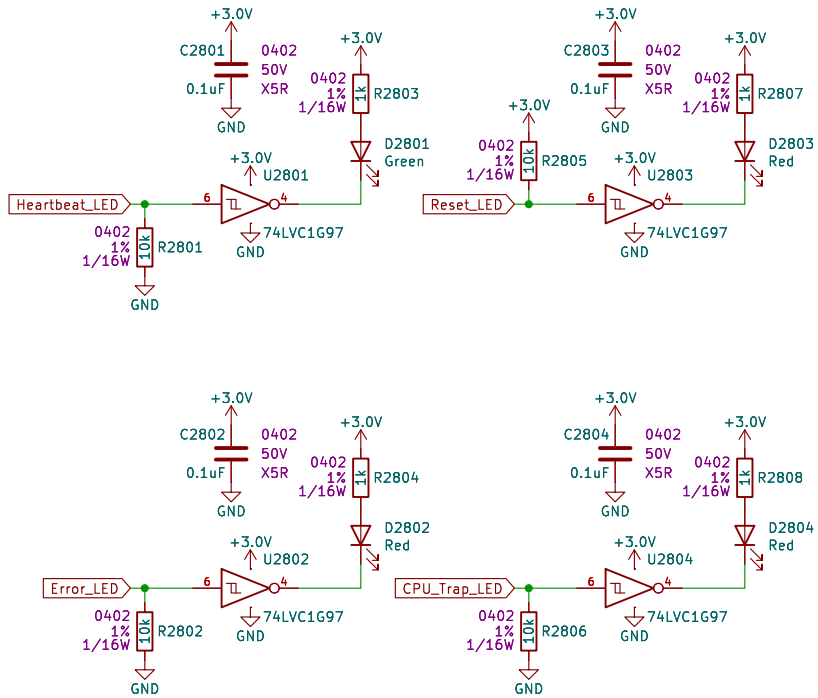 +3.0V
C2801
0.1uF
0402
50V
X5R
GND
+3.0V
0402
1%
1/16W
1k
R2803
D2801
Green
+3.0V
U2801
Heartbeat_LED
6
4
74LVC1G97
GND
0402
1%
1/16W
10k
R2801
GND
+3.0V
C2803
0.1uF
0402
50V
X5R
GND
+3.0V
0402
1%
1/16W
1k
R2807
D2803
Red
+3.0V
0402
1%
1/16W
10k
R2805
+3.0V
U2803
Reset_LED
6
4
74LVC1G97
GND
+3.0V
C2802
0.1uF
0402
50V
X5R
GND
+3.0V
0402
1%
1/16W
1k
R2804
D2802
Red
+3.0V
U2802
Error_LED
6
4
74LVC1G97
GND
0402
1%
1/16W
10k
R2802
GND
+3.0V
C2804
0.1uF
0402
50V
X5R
GND
+3.0V
0402
1%
1/16W
1k
R2808
D2804
Red
+3.0V
U2804
CPU_Trap_LED
6
4
74LVC1G97
GND
0402
1%
1/16W
10k
R2806
GND